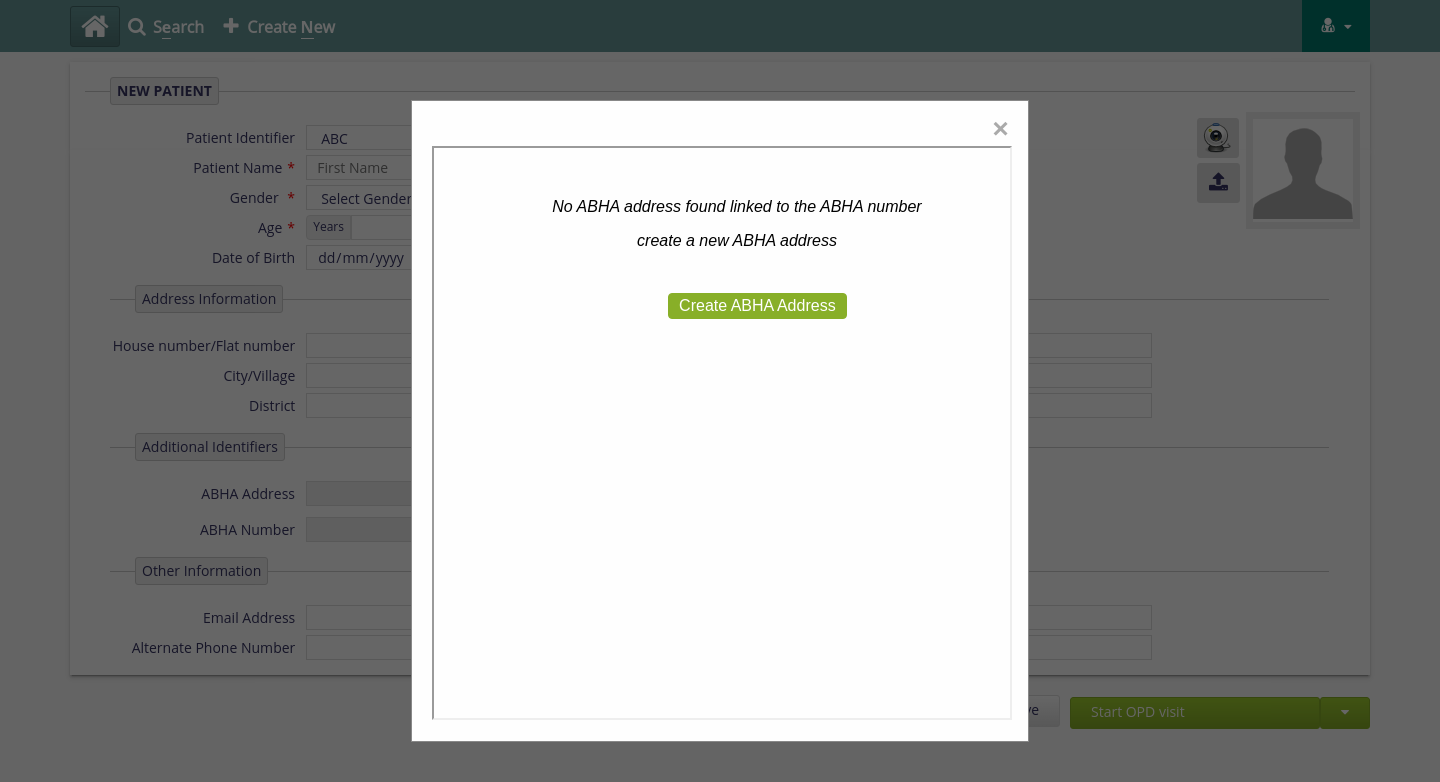 Search
Create New
NEW PATIENT
Patient Identifier
ABC
Patient Name *
First Name
Gender *
Select Gender
Age *
Years
Date of Birth
dd/mm/yyyy
Address Information
House number/Flat number
City/Village
District
Additional Identifiers
ABHA Address
ABHA Number
Other Information
Email Address
Alternate Phone Number
×
No ABHA address found linked to the ABHA number
create a new ABHA address
Create ABHA Address
Start OPD visit